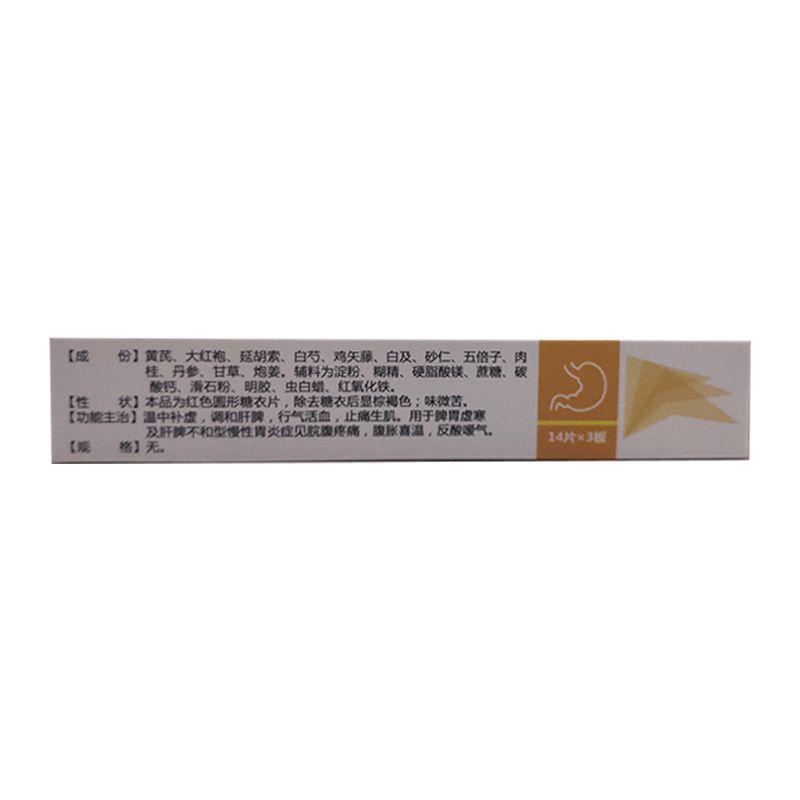 【成　份】黄芪、大红袍、延胡索、白芍、鸡矢藤、白及、砂仁、五倍子、肉
桂、丹参、甘草、炮姜。辅料为淀粉、糊精、硬脂酸镁、蔗糖、碳
酸钙、滑石粉、明胶、虫白蜡、红氧化铁。
【性　状】本品为红色圆形糖衣片，除去糖衣后显棕褐色；味微苦。
【功能主治】温中补虚，调和肝脾，行气活血，止痛生肌。用于脾胃虚寒
及肝脾不和型慢性胃炎症见脘腹疼痛，腹胀喜温，反酸嗳气。
【规　格】无。
14片×3板